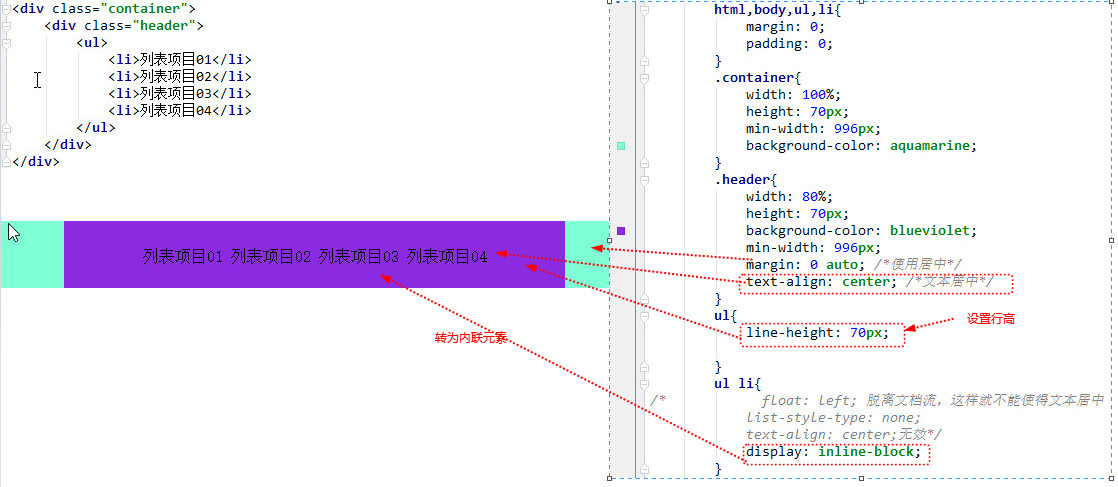 <div class="container">
<div class="header">
<ul>
<li>列表项目01</li>
<li>列表项目02</li>
<li>列表项目03</li>
<li>列表项目04</li>
</ul>
</div>
</div>
列表项目01 列表项目02 列表项目03 列表项目04
转为内联元素
html,body,ul,li{
margin: 0;
padding: 0;
}
.container{
width: 100%;
height: 70px;
min-width: 996px;
background-color: aquamarine;
}
.header{
width: 80%;
height: 70px;
background-color: blueviolet;
min-width: 996px;
margin: 0 auto; /*使用居中*/
text-align: center; /*文本居中*/
}
ul{
line-height: 70px;
设置行高
}
ul li{
/* float: left; 脱离文档流，这样就不能使得文本居中
list-style-type: none;
text-align: center;无效*/
display: inline-block;
}